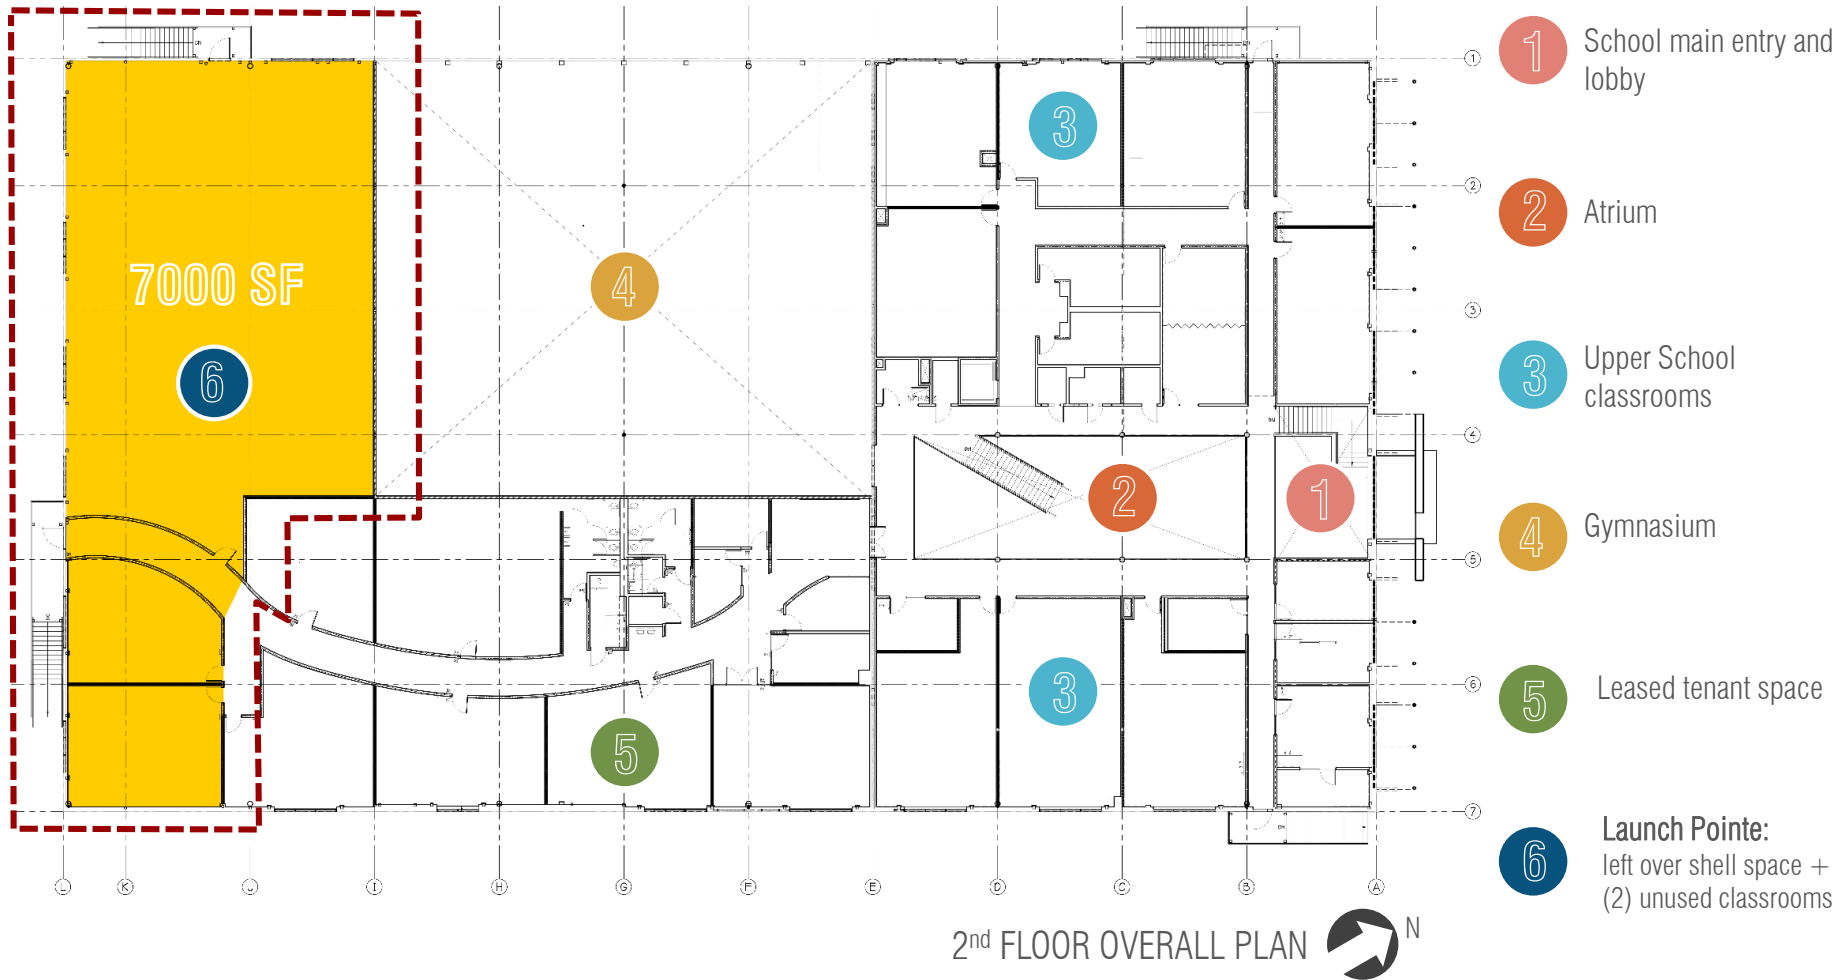 1
School main entry and
lobby
2
Atrium
3
Upper School
classrooms
4
Gymnasium
5
Leased tenant space
6
Launch Pointe:
left over shell space +
(2) unused classrooms
7000 SF
6
4
3
2
1
3
5
1
2
3
4
5
6
7
L
K
J
I
H
G
F
E
D
C
B
A
2nd FLOOR OVERALL PLAN
N